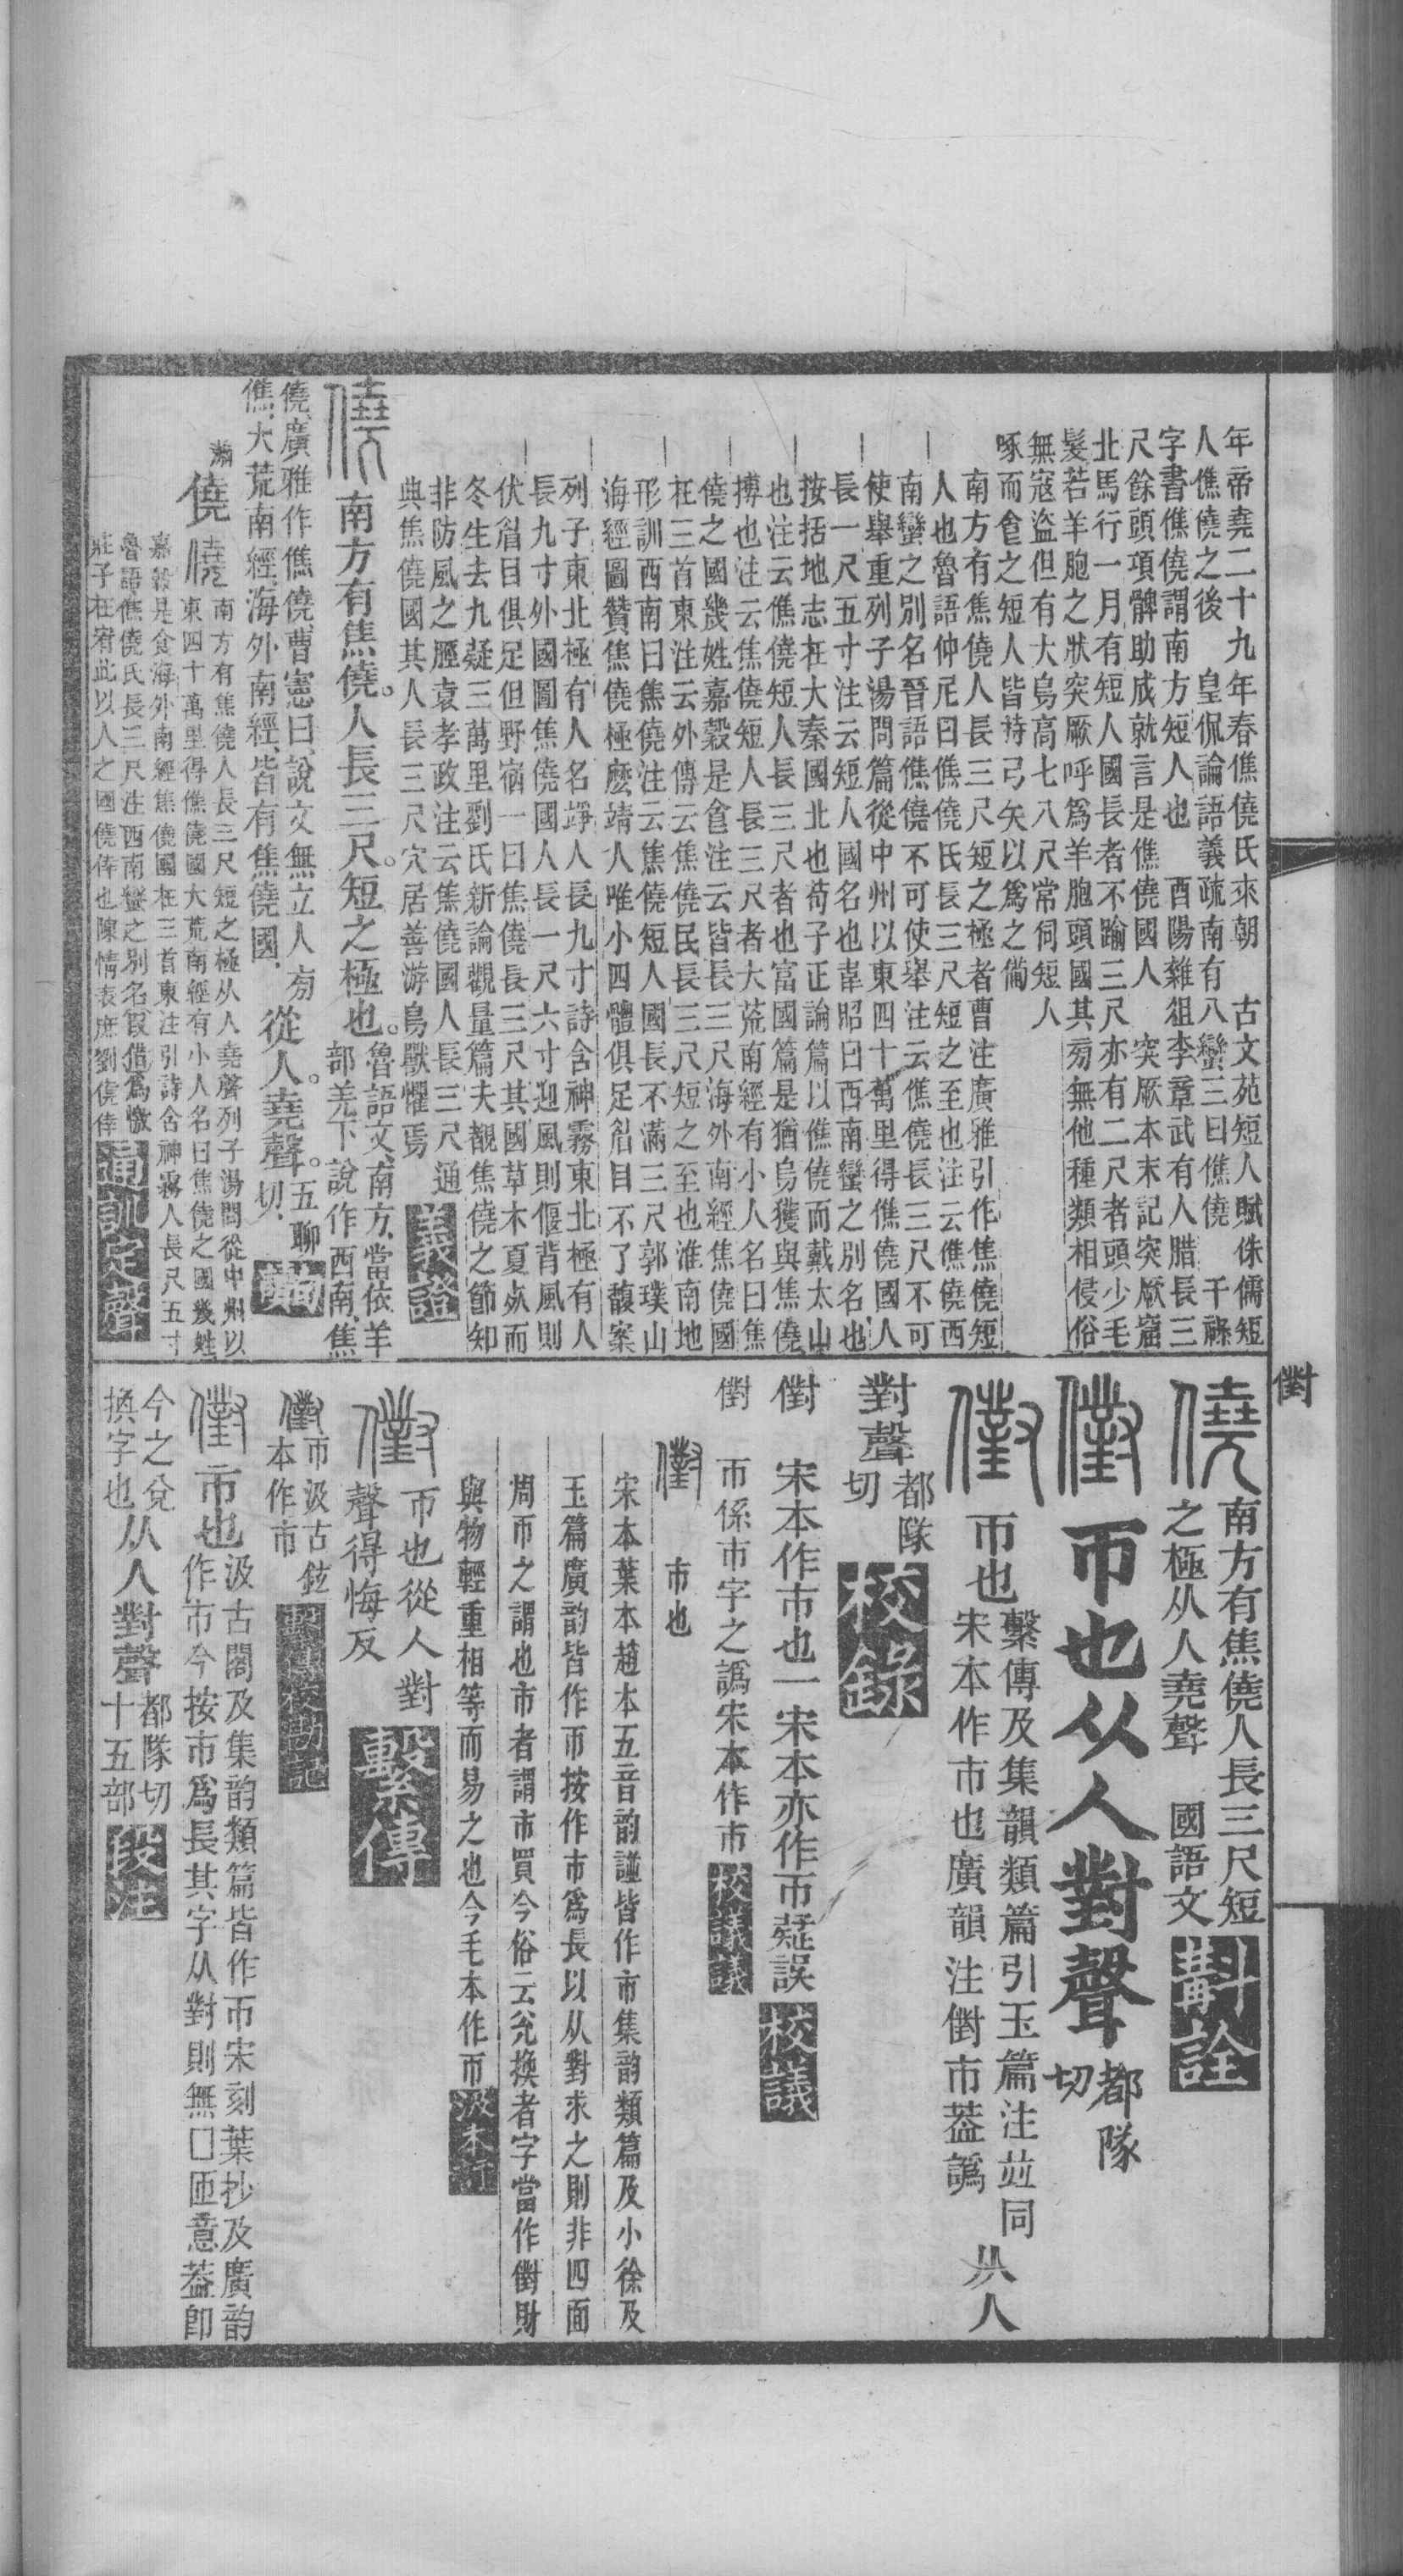 年帝堯二十九年春僬僥氏來朝　古文苑短人賦侏儒短
人僬僥之後　皇侃論語義疏南有八蠻三曰僬僥　千祿
字書僬僥謂南方短人也　酉陽雜俎李章武有人腊長三
尺餘頭項髀助成就言是僬僥國人　突厥本末記突厥窟
北馬行一月有短人國長者不踰三尺亦有二尺者頭少毛
髮若羊胞之狀突厥呼爲羊胞頭國其旁無他種類相侵俗
無寇盜但有大鳥高七八尺常伺短人
啄而食之短人皆持弓矢以爲之備
南方有焦僥人長三尺短之極者曹注廣雅引作焦僥短
人也魯語仲尼曰僬僥氏長三尺短之至也注云僬僥西
南蠻之別名晉語僬僥不可使舉注云僬僥長三尺不可
使舉重列子湯問篇從中州以東四十萬里得僬僥國人
長一尺五寸注云短人國名也韋昭曰西南蠻之別名也
按括地志在大秦國北也荀子正論篇以僬僥而戴太山
也注云僬僥短人長三尺者也富國篇是猶烏獲與焦僥
搏也注云焦僥短人長三尺者大荒南經有小人名曰焦
僥之國幾姓嘉穀是食注云皆長三尺海外南經焦僥國
在三首東注云外傳云焦僥民長三尺短之至也淮南地
形訓西南曰焦僥注云焦僥短人國長不滿三尺郭璞山
海經圖贊焦僥極麽靖人唯小四體俱足眉目不了馥案
列子東北極有人名竫人長九寸詩含神霧東北極有人
長九寸外國圖焦僥國人長一尺六寸迎風則偃背風則
伏眉目俱足但野宿一曰焦僥長三尺其國草木夏死而
冬生去九疑三萬里劉氏新論觀量篇夫覩焦僥之節知
非防風之脛袁孝政注云焦僥國人長三尺通
典焦僥國其人長三尺穴居善游鳥獸懼焉　義證
僥　南方有焦僥。人長三尺。短之極也。魯語文、南方、當依羊
部羌下說作西南、焦
僥、廣雅作僬僥曹憲曰、說文無立人旁
僬、大荒南經、海外南經、皆有焦僥國、從人。堯聲。五聊
切、句讀
僥　南方有焦僥人長三尺短之極从人堯聲列子湯問從中州以
東四十萬里得僬僥國大荒南經有小人名曰焦僥之國幾姓
嘉穀是食海外南經焦僥國在三首東注引詩含神霧人長尺五寸
魯語僬僥氏長三尺注西南蠻之別名叚借爲憿
莊子在宥此以人之國僥倖也陳情表庶劉僥倖　通訓定聲
僥　南方有焦僥人長三尺短
之極从人堯聲　國語文　斠詮
㒓
㒓　帀也从人對聲都隊
切
㒓　帀也繫傳及集韻類篇引玉篇注竝同
宋本作市也廣韻注㒓市葢譌　从人
對聲都隊
切　校錄
㒓　宋本作市也一宋本亦作帀疑誤　校議
㒓　帀係市字之譌宋本作市　校議議
㒓　市也
宋本葉本趙本五音韵譜皆作市集韵類篇及小徐及
玉篇廣韵皆作帀按作市爲長以从對求之則非四面
周帀之謂也市者謂市買今俗云兊換者字當作㒓財
與物輕重相等而易之也今毛本作帀　汲未訂
㒓　帀也從人對
聲得悔反　繫傳
㒓　帀汲古鉉
本作市　繫傳校勘記
㒓　市也汲古閣及集韵類篇皆作帀宋刻葉抄及廣韵
作市今按市爲長其字从對則無囗匝意葢卽
今之兌
換字也从人對聲都隊切
十五部　段注